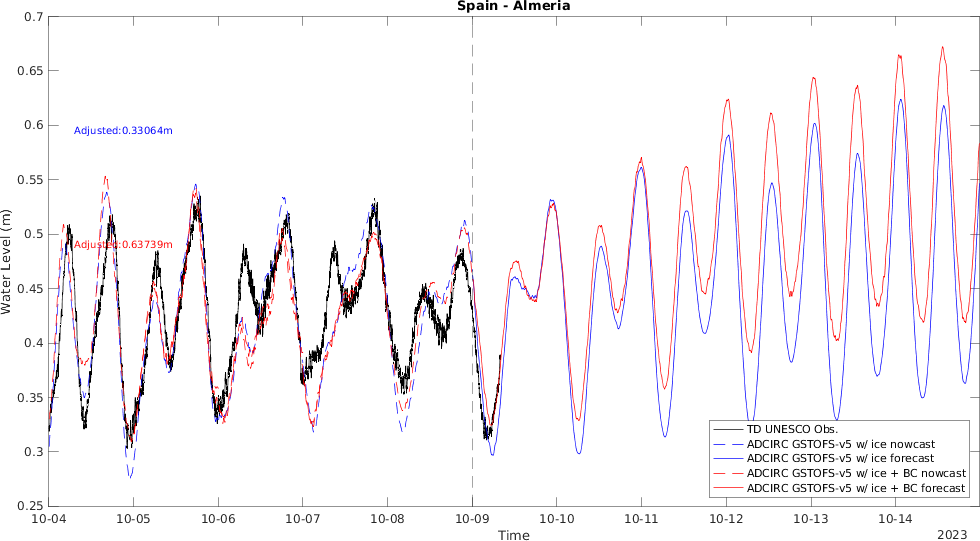 Spain - Almeria
0.7
0.65
0.6
0.55
0.5
0.45
0.4
0.35
0.3
0.25
Water Level (m)
Adjusted:0.33064m
Adjusted:0.63739m
TD UNESCO Obs.
ADCIRC GSTOFS-v5 w/ ice nowcast
ADCIRC GSTOFS-v5 w/ ice forecast
ADCIRC GSTOFS-v5 w/ ice + BC nowcast
ADCIRC GSTOFS-v5 w/ ice + BC forecast
10-04 10-05 10-06 10-07 10-08 10-09 10-10 10-11 10-12 10-13 10-14
Time
2023